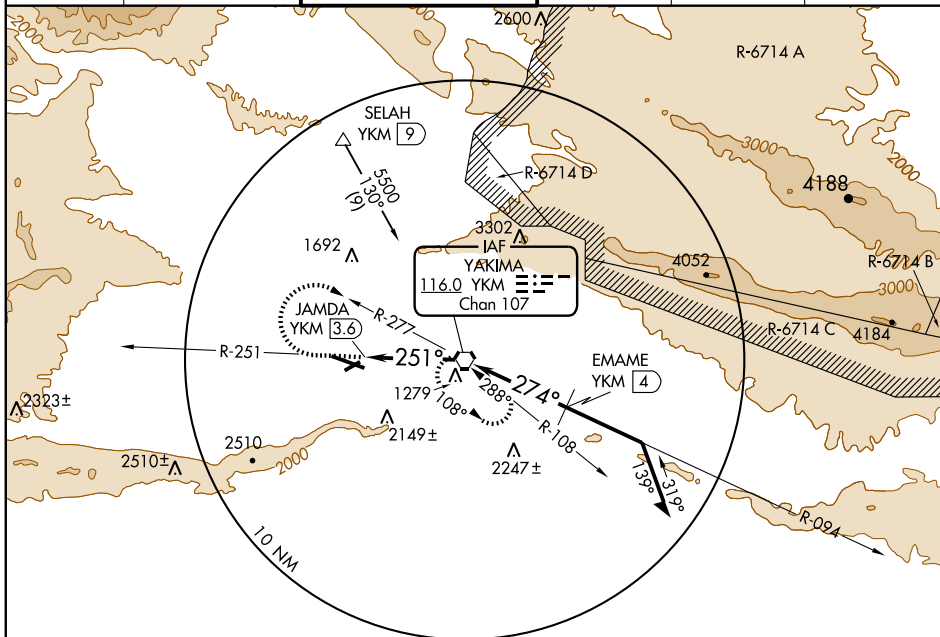 2000
2600
R-6714 A
SELAH
YKM 9
3000
2000
5500
130°
(9)
R-6714 D
4188
3302
1692
IAF
YAKIMA
116.0 YKM
Chan 107
4052
R-6714 B
3000
JAMDA
YKM 3.6
R-277
R-6714 C
4184
R-251
251°
EMAME
YKM 4
274°
1279
288°
108°
R-108
2323±
2149±
2510
2510±
2000
2247±
139°
319°
R-094
10 NM